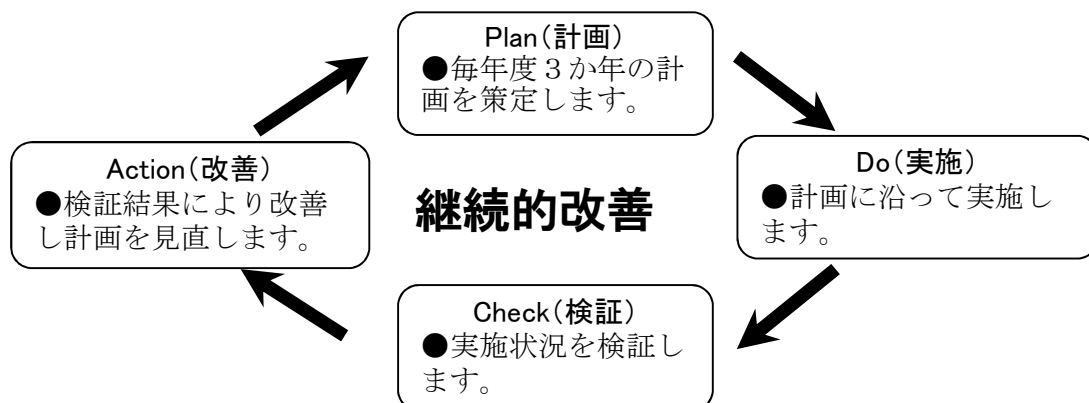 Plan(計画)
●毎年度３か年の計
画を策定します。
Action(改善)
●検証結果により改善
し計画を見直します。
継続的改善
Do(実施)
●計画に沿って実施し
ます。
Check(検証)
●実施状況を検証し
ます。